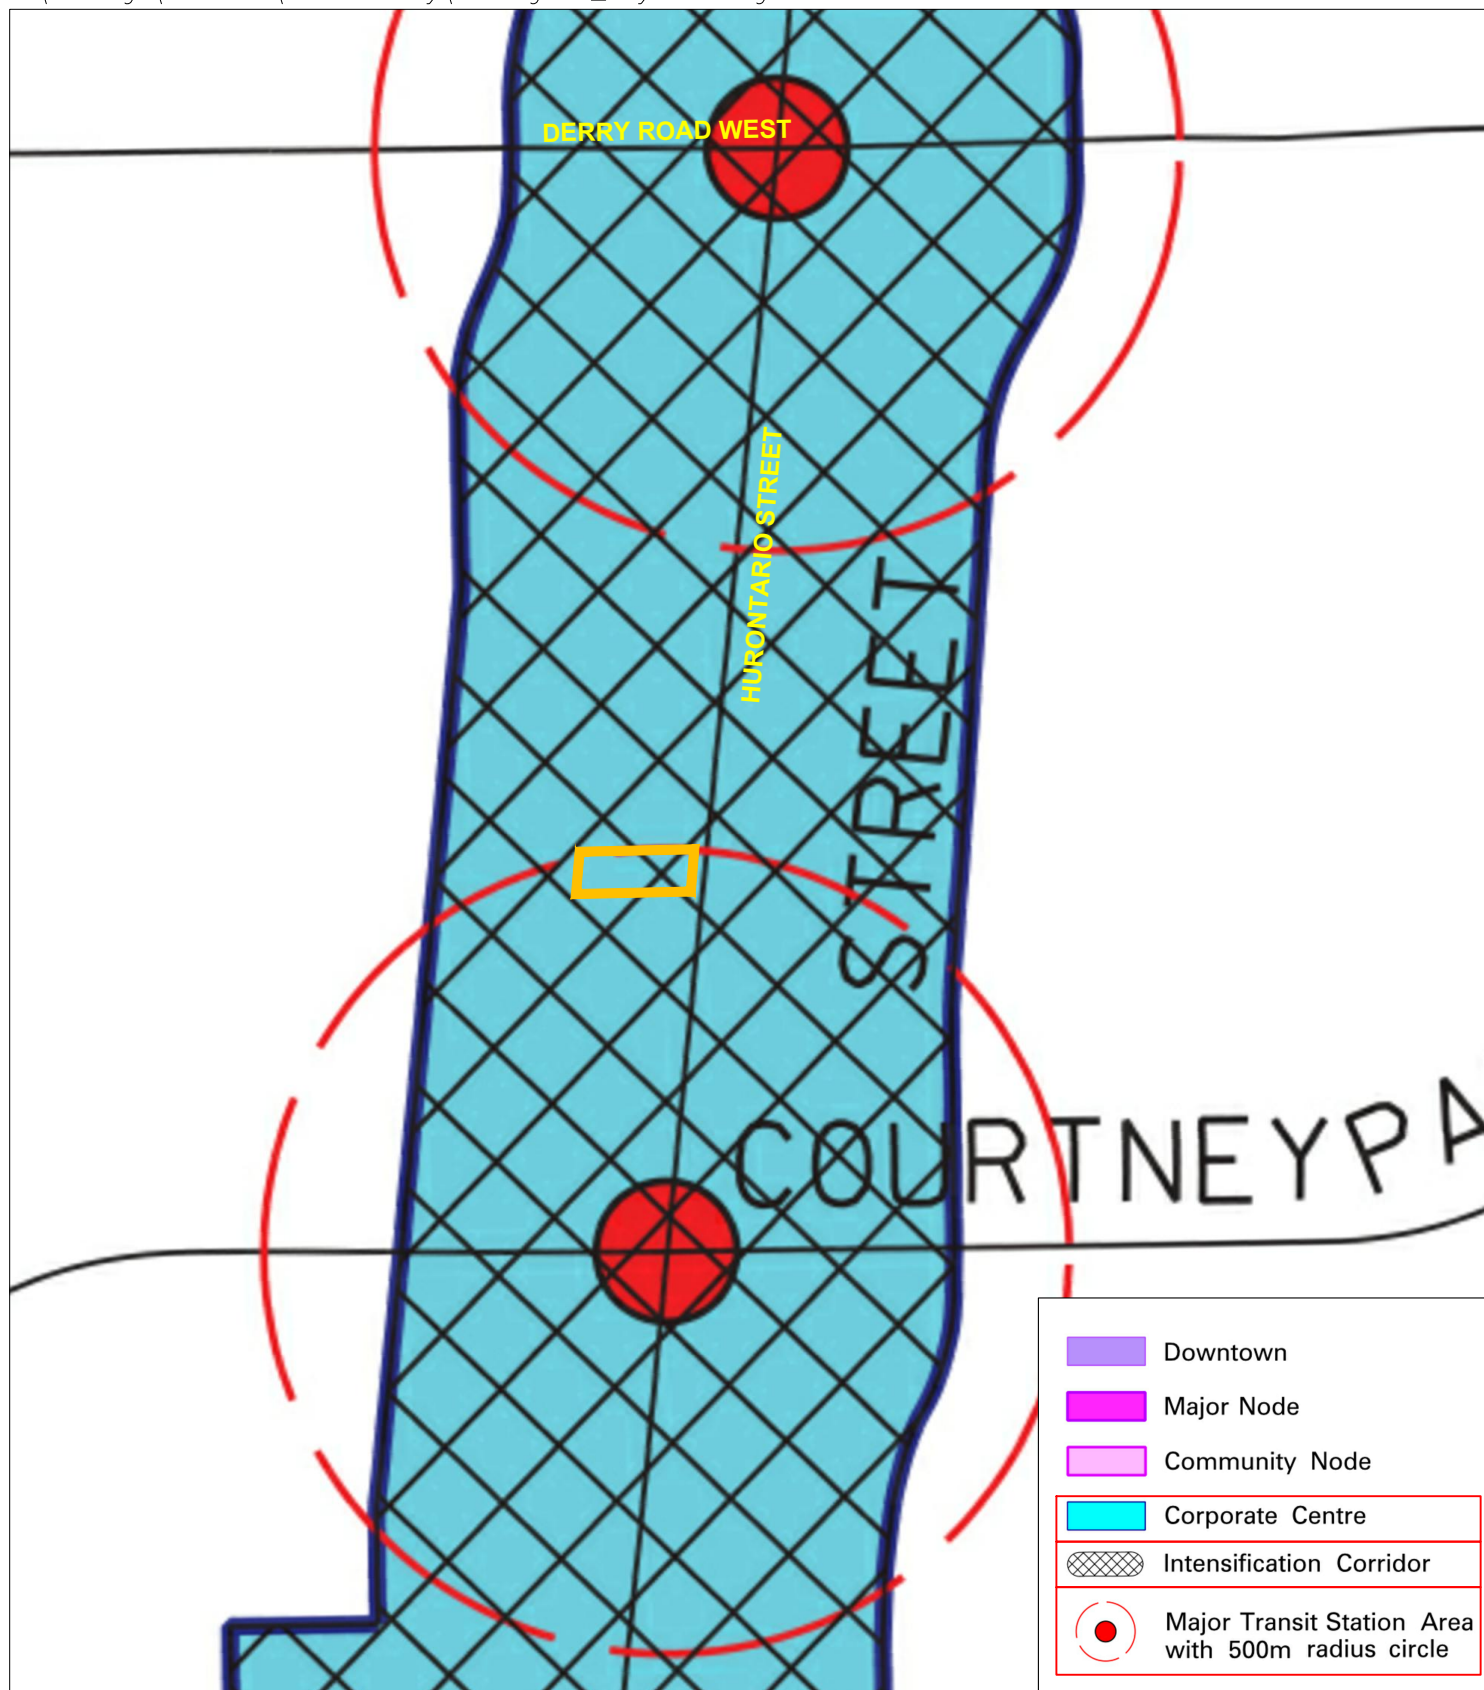 DERRY ROAD WEST
HURONTARIO STREET
STREET
COURTNEYPA
Downtown
Major Node
Community Node
Corporate Centre
Intensification Corridor
Major Transit Station Area
with 500m radius circle